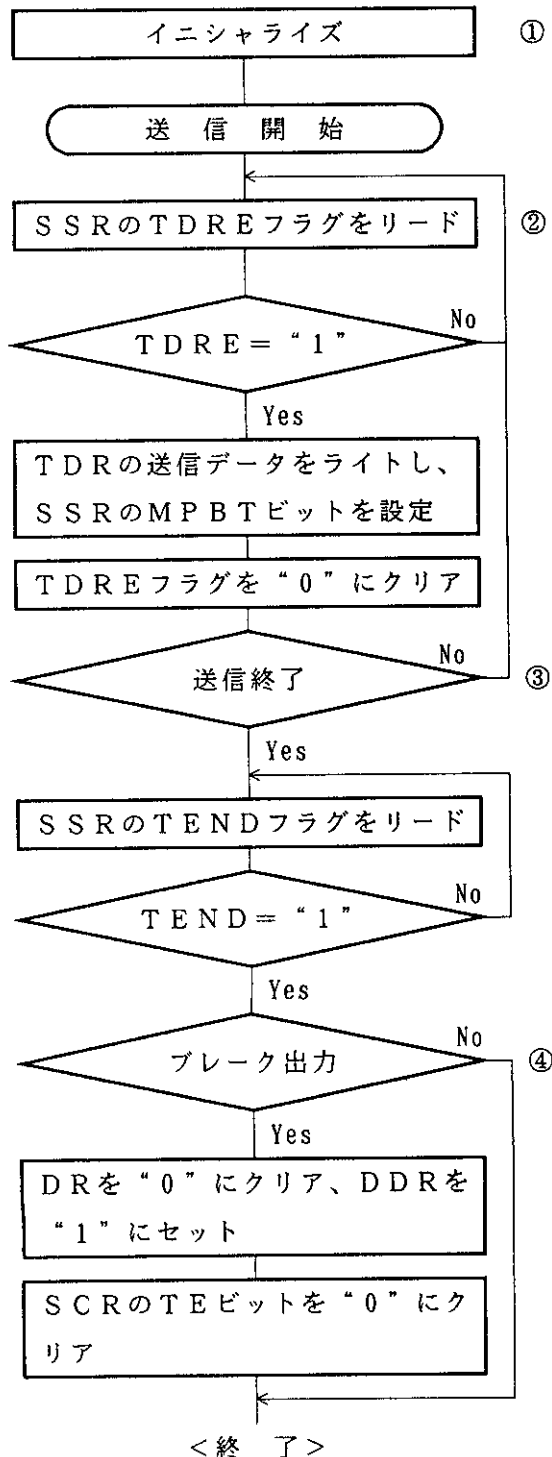 イニシャライズ ①
送信開始
SSRのTDREフラグをリード ②
TDRE=“1” No
Yes
TDRの送信データをライトし、
SSRのMPBTビットを設定
TDREフラグを“0”にクリア
送信終了 No ③
Yes
SSRのTENDフラグをリード
TEND=“1” No
Yes
ブレーク出力 No ④
Yes
DRを“0”にクリア、DDRを
“1”にセット
SCRのTEビットを“0”にク
リア
<終 了>